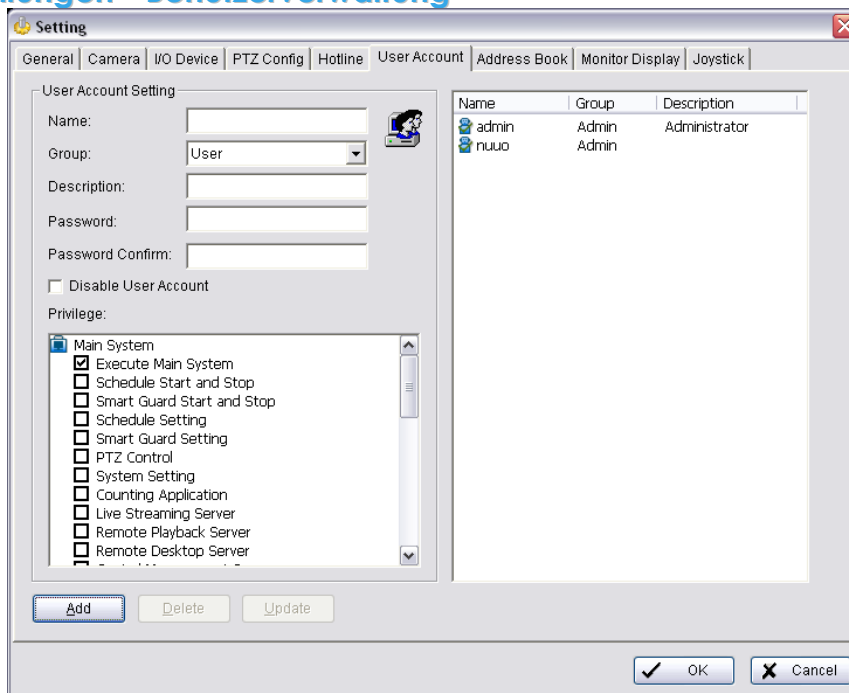 Setting
General Camera I/O Device PTZ Config Hotline User Account Address Book Monitor Display Joystick
User Account Setting
Name:
Group: User
Description:
Password:
Password Confirm:
Disable User Account
Privilege:
Main System
Execute Main System
Schedule Start and Stop
Smart Guard Start and Stop
Schedule Setting
Smart Guard Setting
PTZ Control
System Setting
Counting Application
Live Streaming Server
Remote Playback Server
Remote Desktop Server
Name Group Description
admin Admin Administrator
nuuo Admin
Add Delete Update
OK Cancel